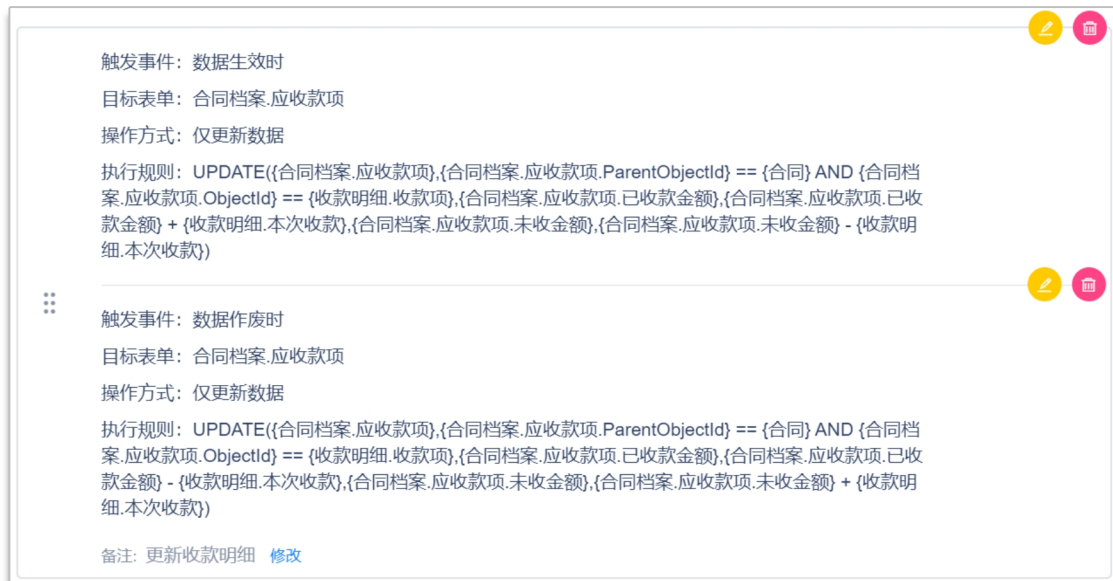 触发事件：数据生效时
目标表单：合同档案.应收款项
操作方式：仅更新数据
执行规则：UPDATE({合同档案.应收款项},{合同档案.应收款项.ParentObjectId} == {合同} AND {合同档
案.应收款项.ObjectId} == {收款明细.收款项},{合同档案.应收款项.已收款金额},{合同档案.应收款项.已收
款金额} + {收款明细.本次收款},{合同档案.应收款项.未收金额},{合同档案.应收款项.未收金额} - {收款明
细.本次收款})
触发事件：数据作废时
目标表单：合同档案.应收款项
操作方式：仅更新数据
执行规则：UPDATE({合同档案.应收款项},{合同档案.应收款项.ParentObjectId} == {合同} AND {合同档
案.应收款项.ObjectId} == {收款明细.收款项},{合同档案.应收款项.已收款金额},{合同档案.应收款项.已收
款金额} - {收款明细.本次收款},{合同档案.应收款项.未收金额},{合同档案.应收款项.未收金额} + {收款明
细.本次收款})
备注: 更新收款明细 修改